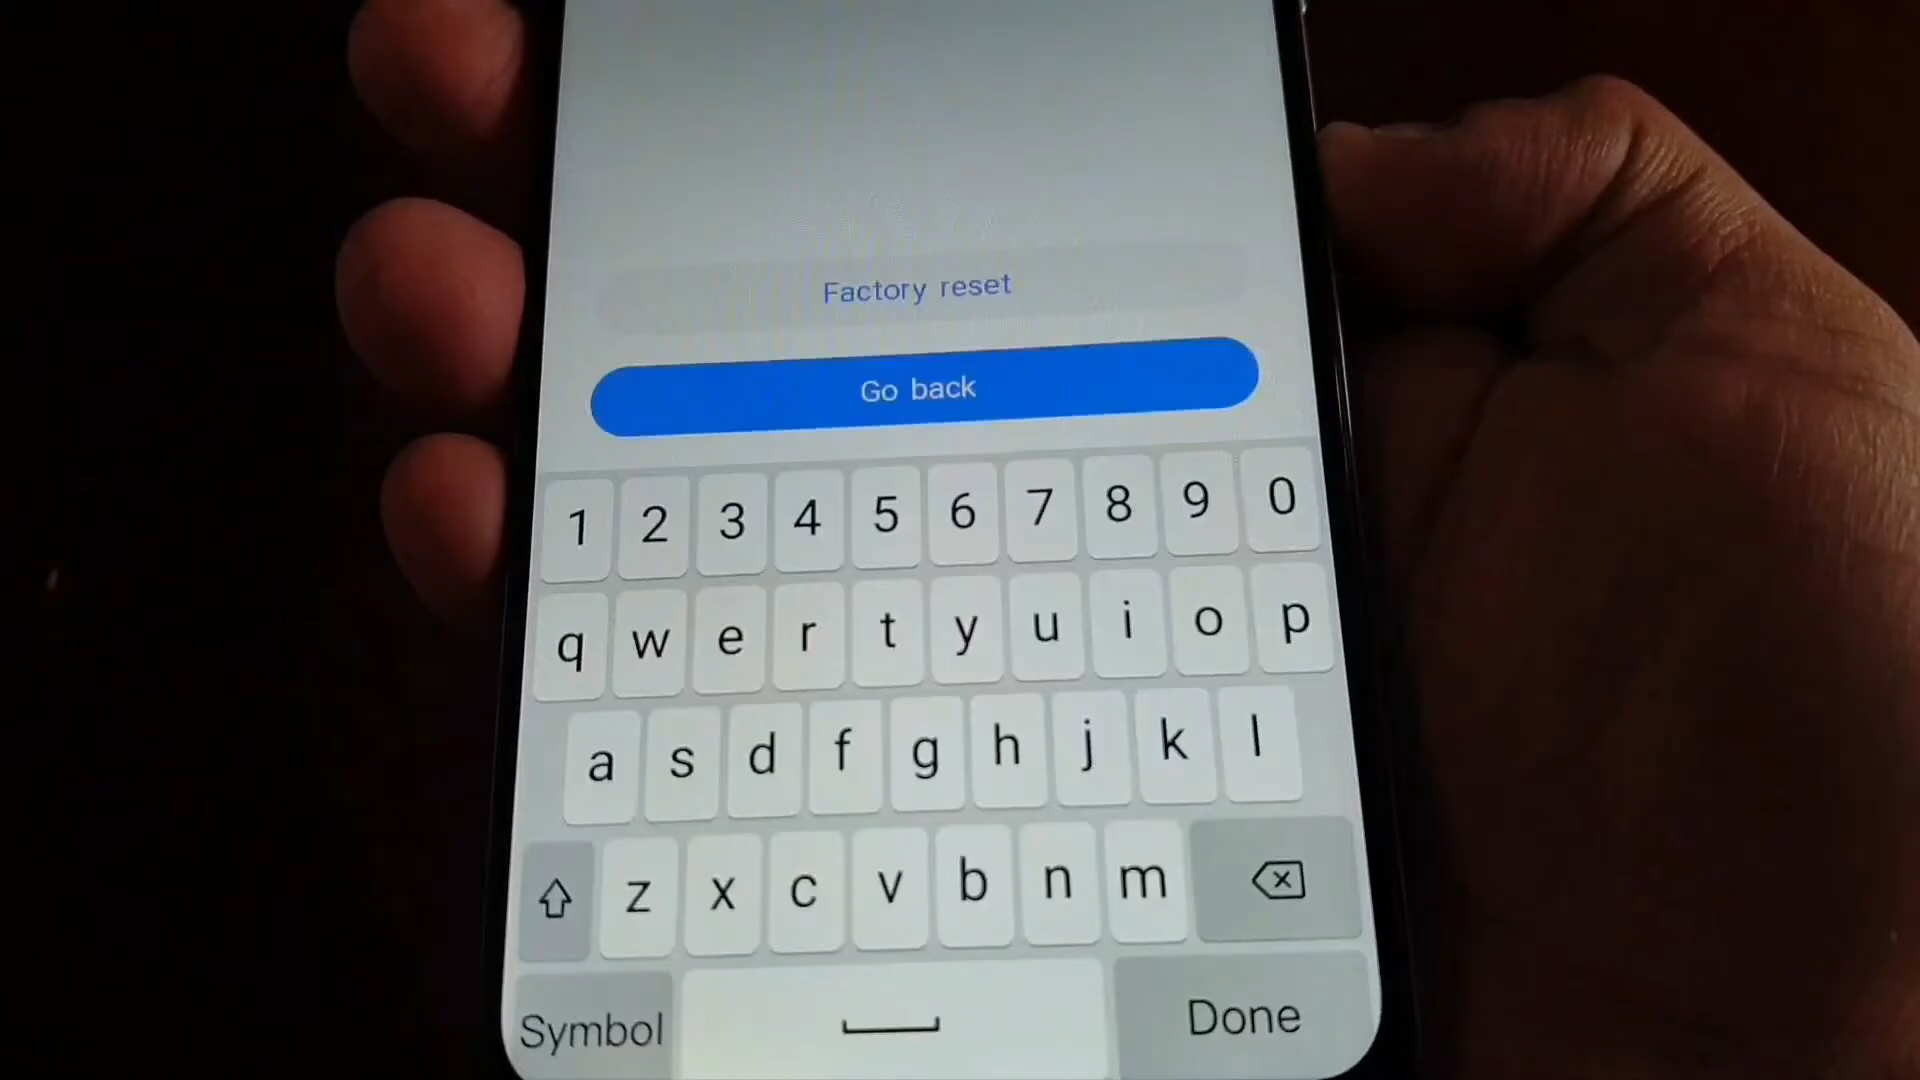 Factory reset
Go back
1 2 3 4 5 6 7 8 9 0
q w e r t y u i o p
a s d f g h j k l
z x c v b n m
Symbol Done